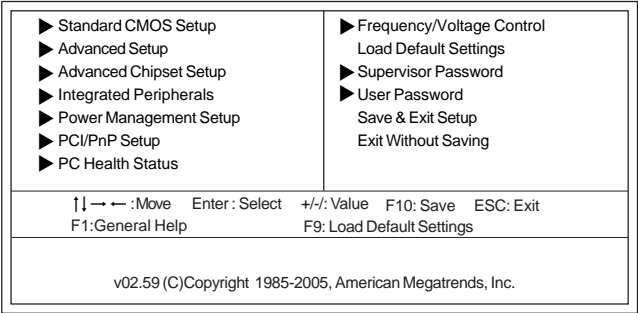 ▶ Standard CMOS Setup
▶ Advanced Setup
▶ Advanced Chipset Setup
▶ Integrated Peripherals
▶ Power Management Setup
▶ PCI/PnP Setup
▶ PC Health Status
▶ Frequency/Voltage Control
Load Default Settings
▶ Supervisor Password
▶ User Password
Save & Exit Setup
Exit Without Saving
↑↓→←:Move Enter : Select +/-/: Value F10: Save ESC: Exit
F1:General Help F9: Load Default Settings
v02.59 (C)Copyright 1985-2005, American Megatrends, Inc.